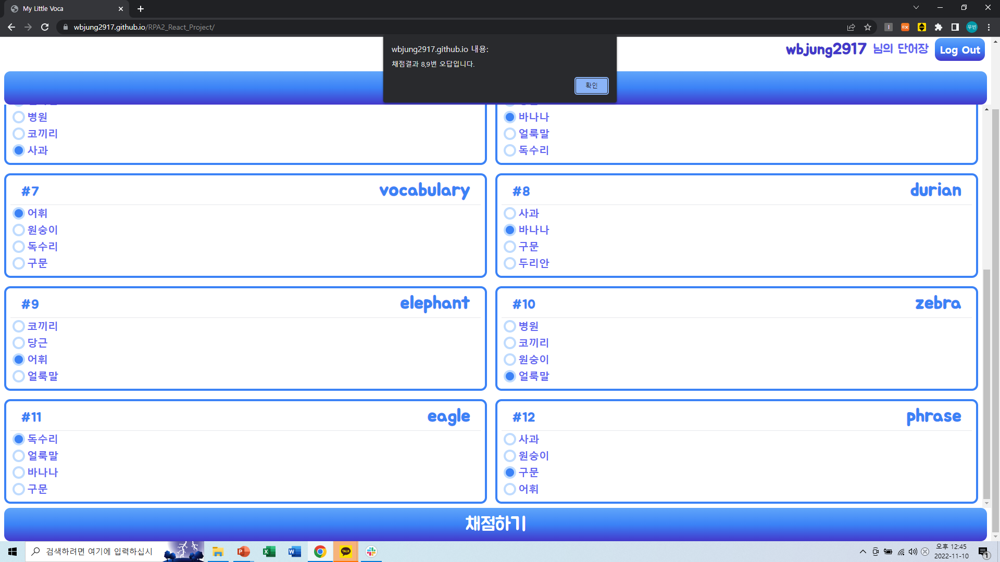 My Little Voca
wbjung2917.github.io/RPA2_React_Project/
우빈
wbjung2917.github.io 내용:
채점결과 8,9번 오답입니다.
확인
wbjung2917 님의 단어장
Log Out
병원
코끼리
사과
바나나
얼룩말
독수리
#7
vocabulary
어휘
원숭이
독수리
구문
#8
durian
사과
바나나
구문
두리안
#9
elephant
코끼리
당근
어휘
얼룩말
#10
zebra
병원
코끼리
원숭이
얼룩말
#11
eagle
독수리
얼룩말
바나나
구문
#12
phrase
사과
원숭이
구문
어휘
채점하기
검색하려면 여기에 입력하십시
TALK
오후 12:45
2022-11-10
1